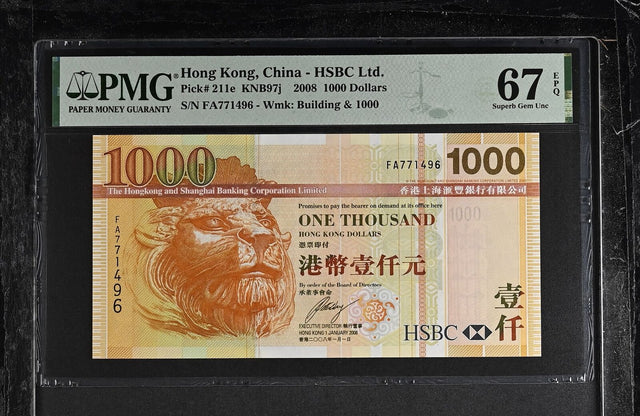 PMG
PAPER MONEY GUARANTY
Hong Kong, China - HSBC Ltd.
Pick# 211e KNB97j 2008 1000 Dollars
S/N FA771496 - Wmk: Building & 1000
67
EPQ
Superb Gem Unc
1000
FA771496
1000
The Hongkong and Shanghai Banking Corporation Limited
香港上海滙豐銀行有限公司
Promises to pay the bearer on demand at its office here
ONE THOUSAND
HONG KONG DOLLARS
憑票即付
港幣壹仟元
By order of the Board of Directors
承董事會命
EXECUTIVE DIRECTOR 執行董事
HONG KONG 1 JANUARY 2008
香港二〇〇八年一月一日
FA771496
1000
壹仟
HSBC